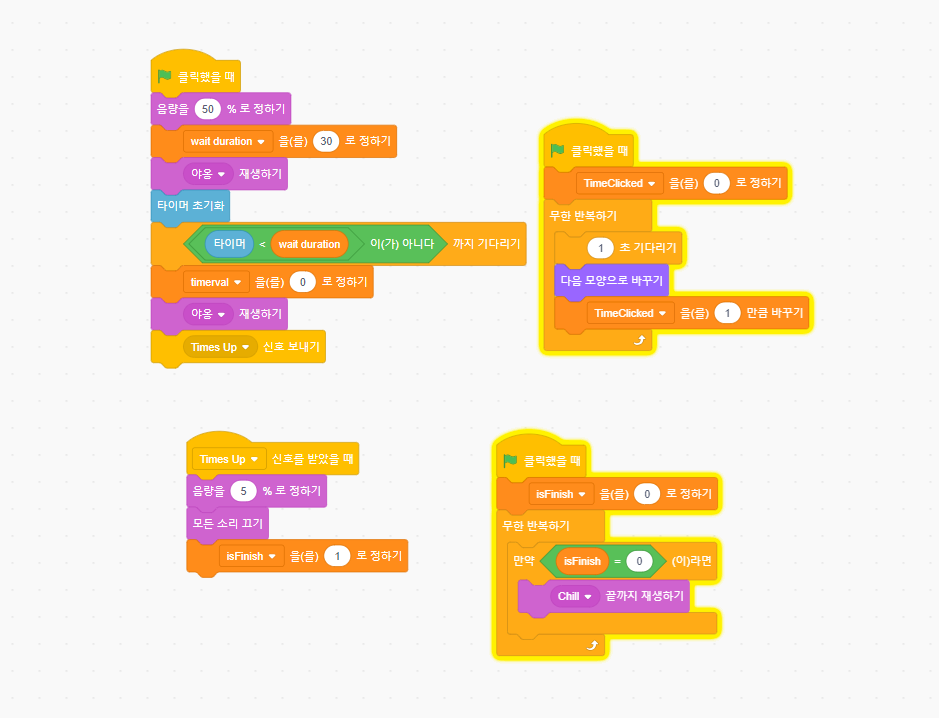 클릭했을 때
음량을 50 % 로 정하기
wait duration 을(를) 30 로 정하기
야옹 재생하기
타이머 초기화
타이머 < wait duration 이(가) 아니다 까지 기다리기
timerval 을(를) 0 로 정하기
야옹 재생하기
Times Up 신호 보내기
클릭했을 때
TimeClicked 을(를) 0 로 정하기
무한 반복하기
1 초 기다리기
다음 모양으로 바꾸기
TimeClicked 을(를) 1 만큼 바꾸기
Times Up 신호를 받았을 때
음량을 5 % 로 정하기
모든 소리 끄기
isFinish 을(를) 1 로 정하기
클릭했을 때
isFinish 을(를) 0 로 정하기
무한 반복하기
만약 isFinish = 0 (이)라면
Chill 끝까지 재생하기